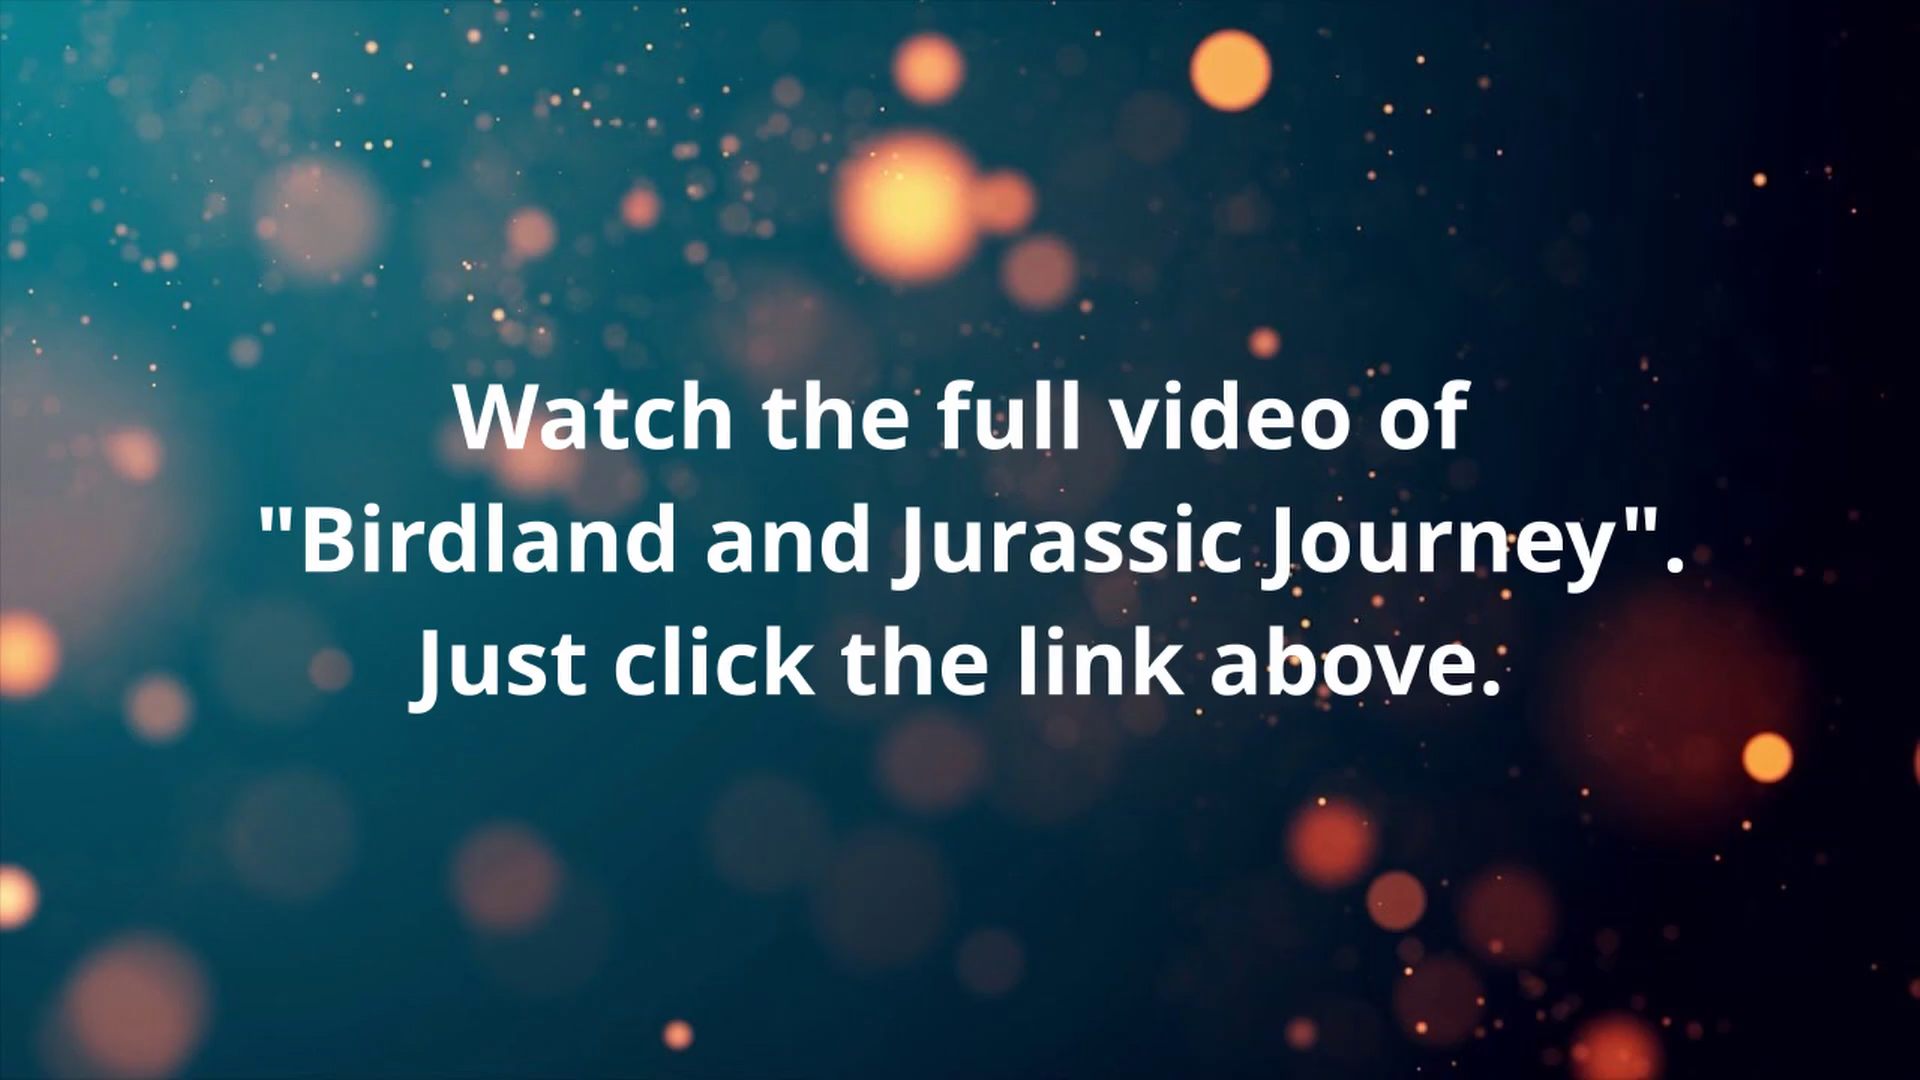 Watch the full video of
"Birdland and Jurassic Journey".
Just click the link above.